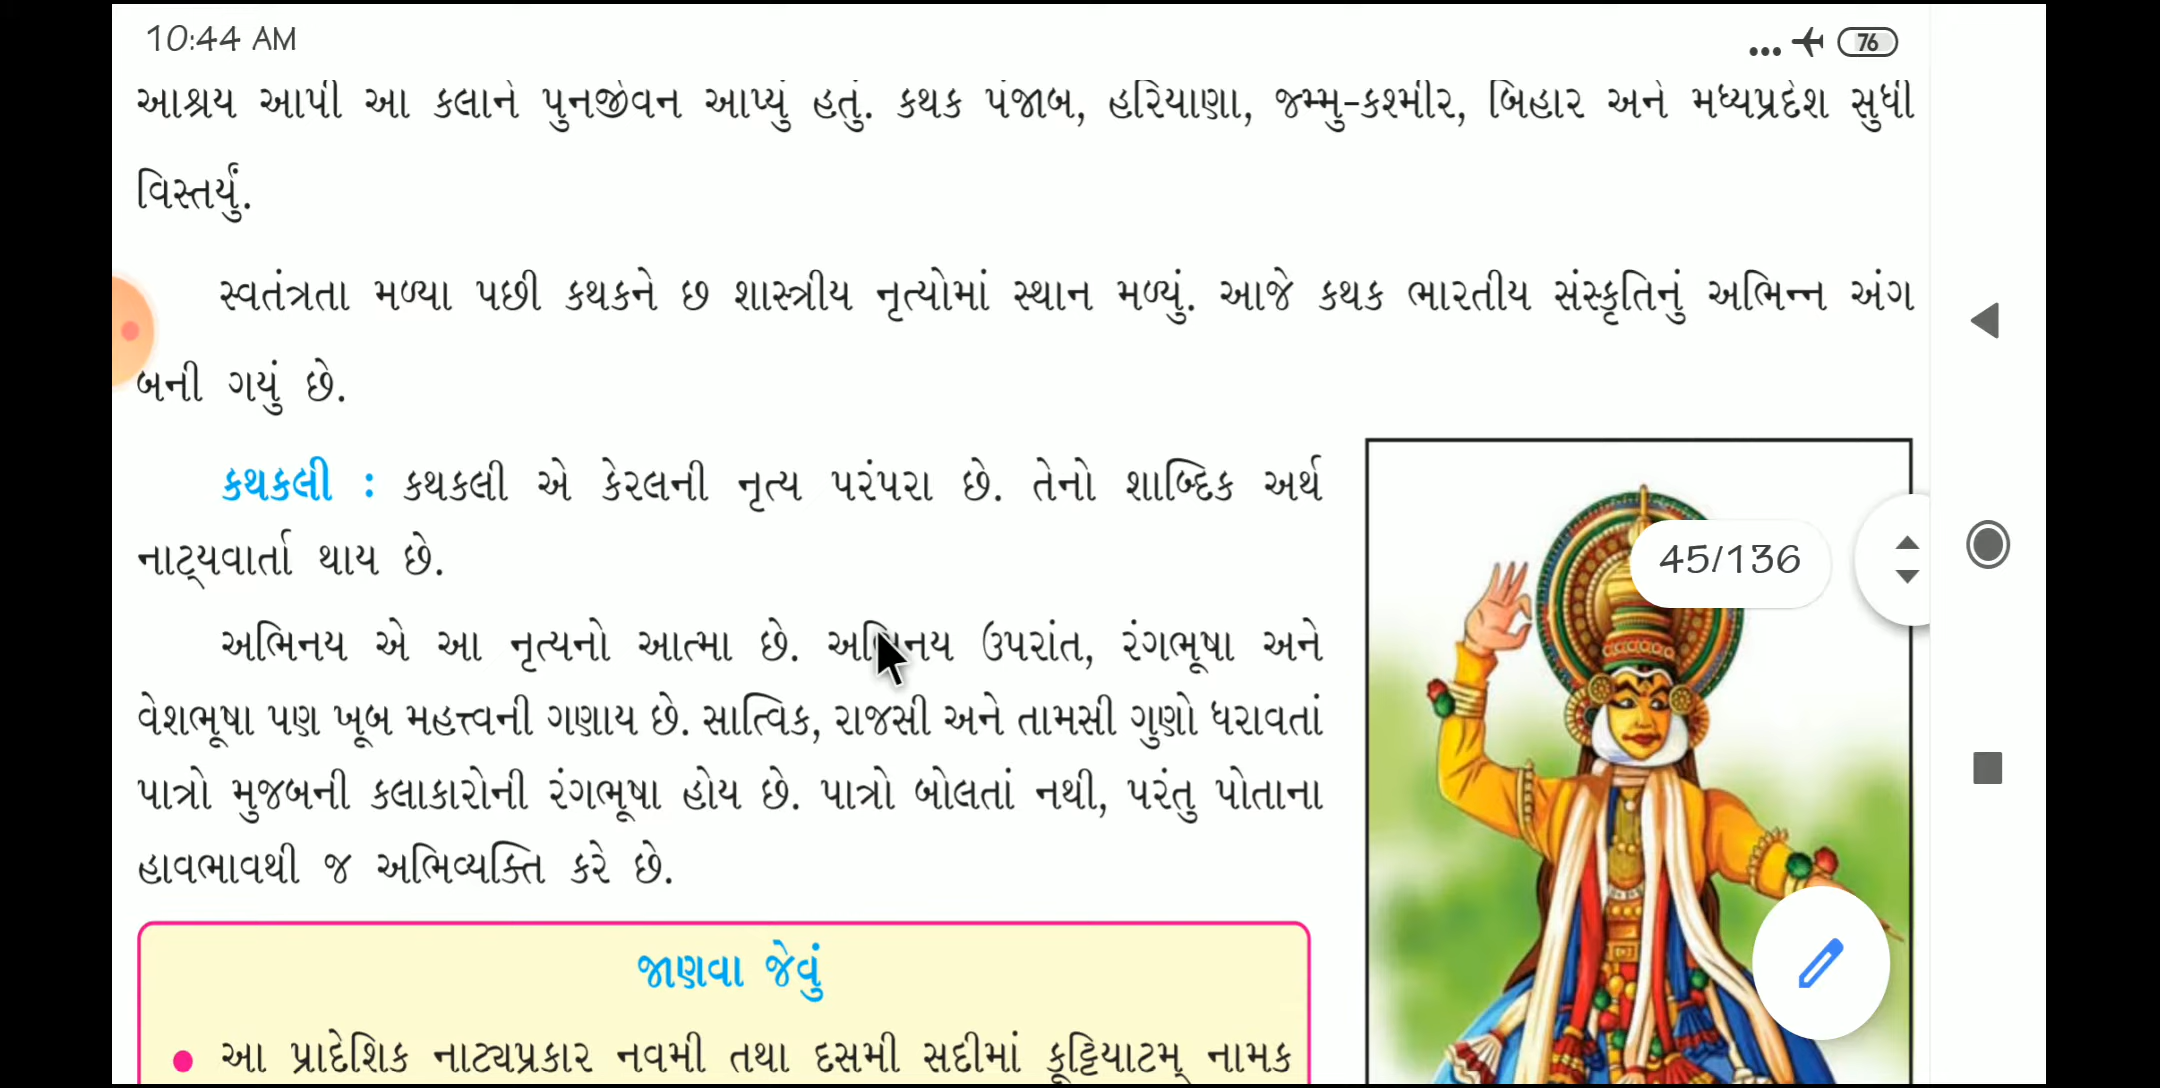 10:44 AM
76
આશ્રય આપી આ કલાને પુનર્જીવન આપ્યું હતું. કથક પંજાબ, હરિયાણા, જમ્મુ-કશ્મીર, બિહાર અને મધ્યપ્રદેશ સુધી
વિસ્તર્યું.
સ્વતંત્રતા મળ્યા પછી કથકને છ શાસ્ત્રીય નૃત્યોમાં સ્થાન મળ્યું. આજે કથક ભારતીય સંસ્કૃતિનું અભિન્ન અંગ
બની ગયું છે.
કથકલી : કથકલી એ કેરલની નૃત્ય પરંપરા છે. તેનો શાબ્દિક અર્થ
નાટ્યવાર્તા થાય છે.
45/136
અભિનય એ આ નૃત્યનો આત્મા છે. અભિનય ઉપરાંત, રંગભૂષા અને
વેશભૂષા પણ ખૂબ મહત્ત્વની ગણાય છે. સાત્વિક, રાજસી અને તામસી ગુણો ધરાવતાં
પાત્રો મુજબની કલાકારોની રંગભૂષા હોય છે. પાત્રો બોલતાં નથી, પરંતુ પોતાના
હાવભાવથી જ અભિવ્યક્તિ કરે છે.
જાણવા જેવું
આ પ્રાદેશિક નાટ્યપ્રકાર નવમી તથા દસમી સદીમાં કૂટ્ટિયાટમ્ નામક